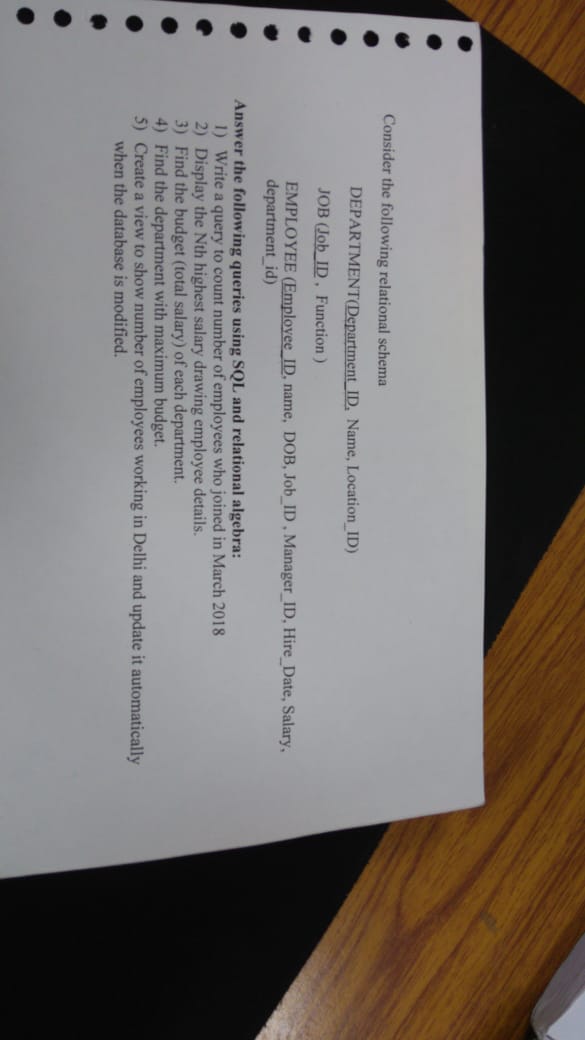 Consider the following relational schema
DEPARTMENT(Department_ID, Name, Location_ID)
JOB (Job_ID , Function )
EMPLOYEE (Employee_ID, name, DOB, Job_ID , Manager_ID, Hire_Date, Salary,
department_id)
Answer the following queries using SQL and relational algebra:
1) Write a query to count number of employees who joined in March 2018
2) Display the Nth highest salary drawing employee details.
3) Find the budget (total salary) of each department.
4) Find the department with maximum budget.
5) Create a view to show number of employees working in Delhi and update it automatically
when the database is modified.